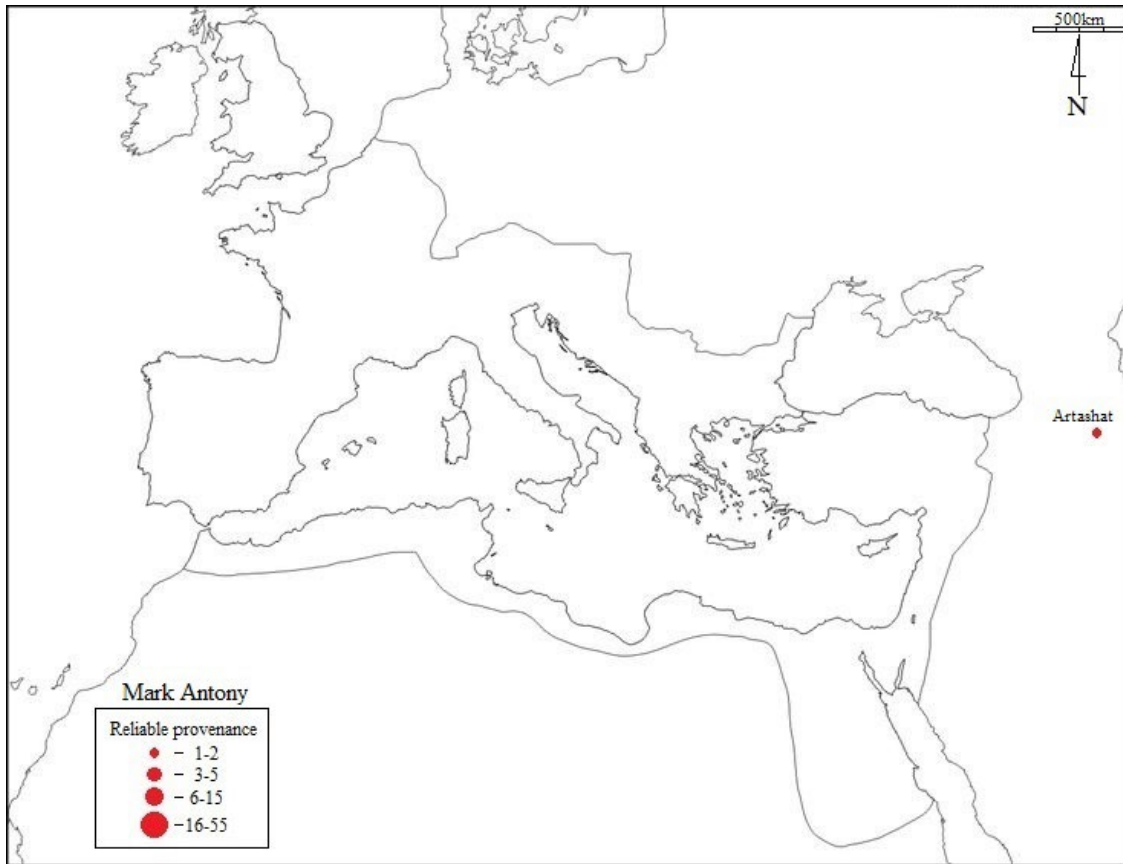 500km
N
Artashat
Mark Antony
Reliable provenance
- 1-2
- 3-5
- 6-15
-16-55